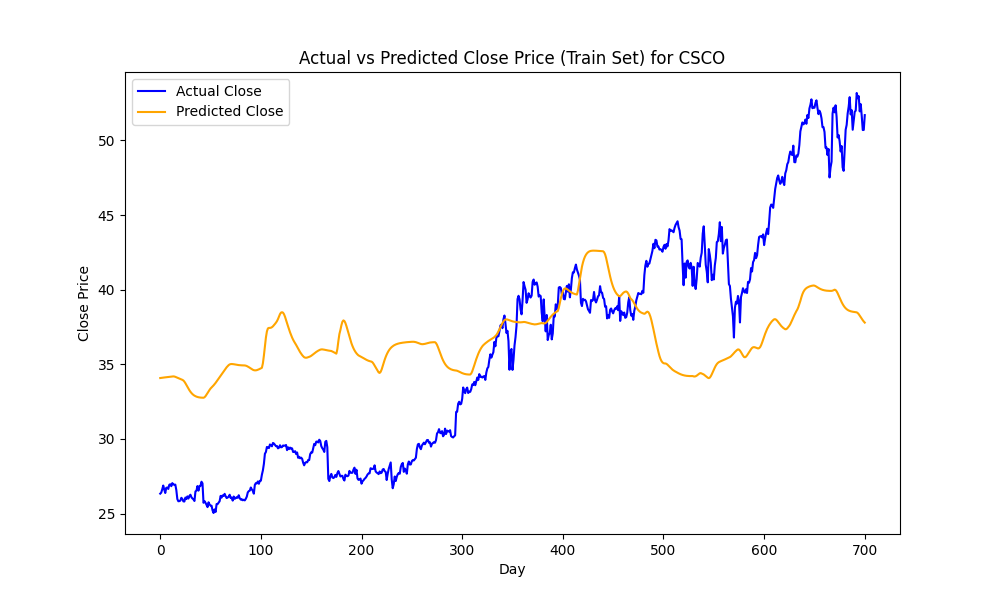 Actual vs Predicted Close Price (Train Set) for CSCO
Actual Close
Predicted Close
Close Price
50
45
40
35
30
25
0 100 200 300 400 500 600 700
Day